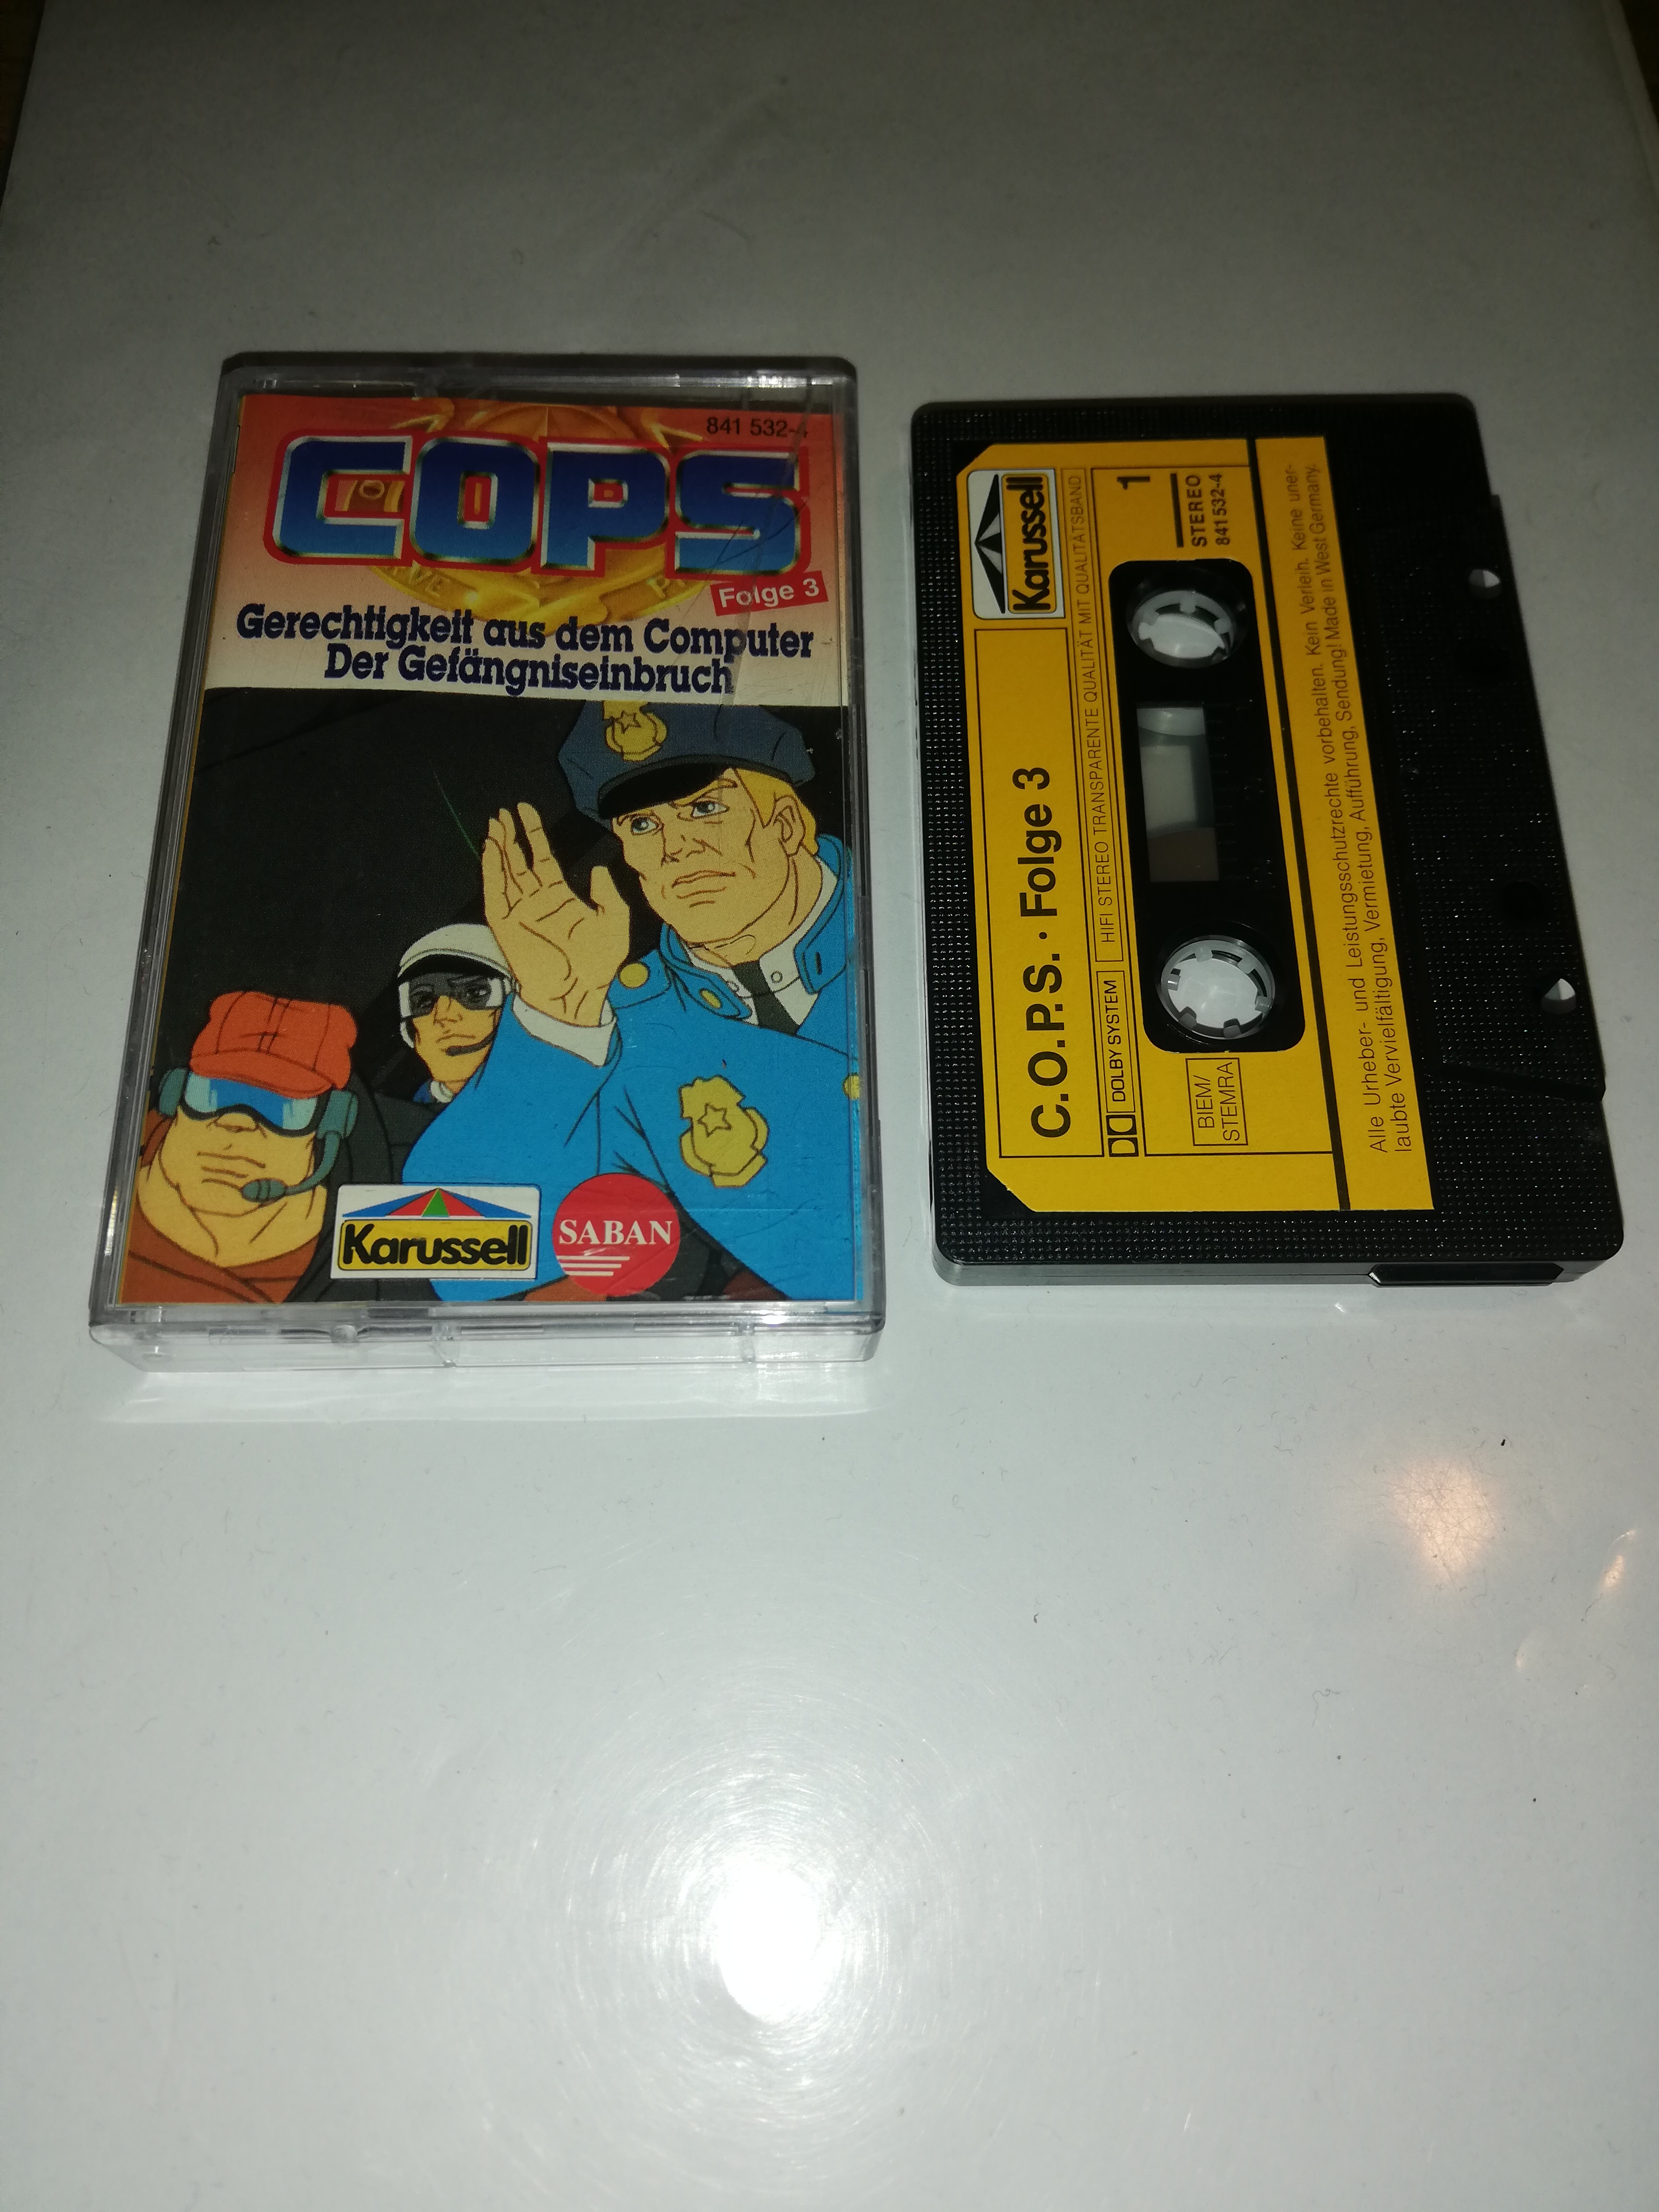 841 532-4
COPS
Folge 3
Gerechtigkeit aus dem Computer
Der Gefängniseinbruch
Karussell
SABAN
Karussell
C.O.P.S. · Folge 3
DOLBY SYSTEM
HIFI STEREO TRANSPARENTE QUALITÄT MIT QUALITÄTSBAND
1
STEREO
841532-4
BIEM/
STEMRA
Alle Urheber- und Leistungsschutzrechte vorbehalten. Kein Verleih. Keine uner-
laubte Vervielfältigung, Vermietung, Aufführung, Sendung! Made in West Germany.